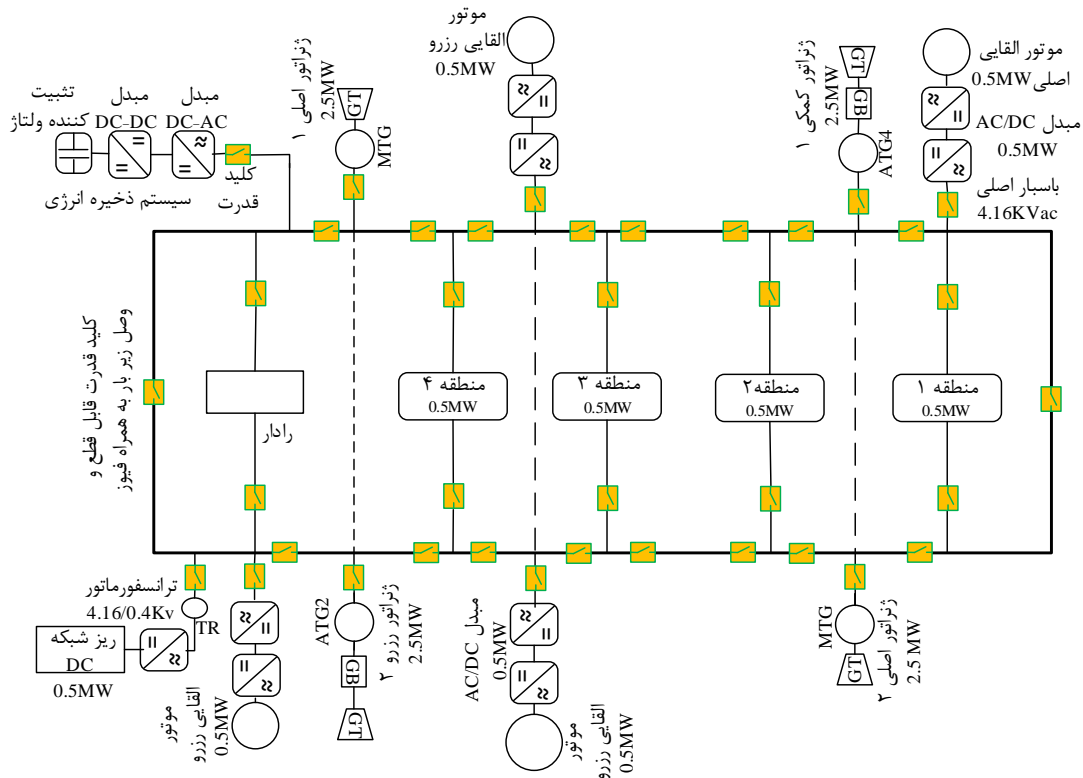 موتور
القایی رزرو
0.5MW
موتور القایی
اصلی 0.5MW
مبدل AC/DC
0.5MW
باسبار اصلی
4.16KVac
ژنراتور اصلی ۱
2.5MW
GT
MTG
ژنراتور کمکی ۱
2.5MW
GT
GB
ATG4
تثبیت
کننده ولتاژ
مبدل
DC-DC
مبدل
DC-AC
سیستم ذخیره انرژی
کلید
قدرت
کلید قدرت قابل قطع و
وصل زیر بار به همراه فیوز
رادار
منطقه ۴
0.5MW
منطقه ۳
0.5MW
منطقه۲
0.5MW
منطقه ۱
0.5MW
ترانسفورماتور
4.16/0.4Kv
TR
ریز شبکه
DC
0.5MW
موتور
القایی رزرو
0.5MW
ATG2
GB
GT
ژنراتور رزرو ۲
2.5MW
مبدل AC/DC
0.5MW
موتور
القایی رزرو
0.5MW
MTG
GT
ژنراتور اصلی ۲
2.5 MW